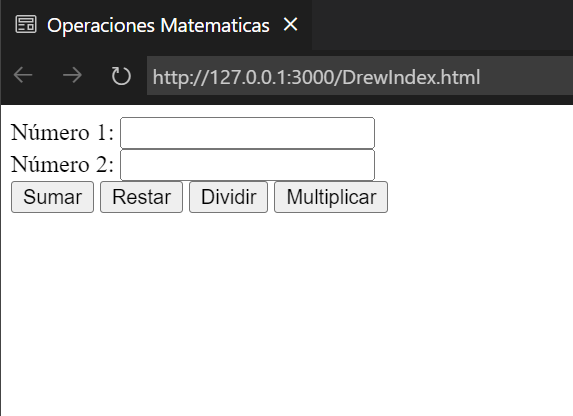 Operaciones Matematicas
http://127.0.0.1:3000/DrewIndex.html
Número 1:
Número 2:
Sumar Restar Dividir Multiplicar